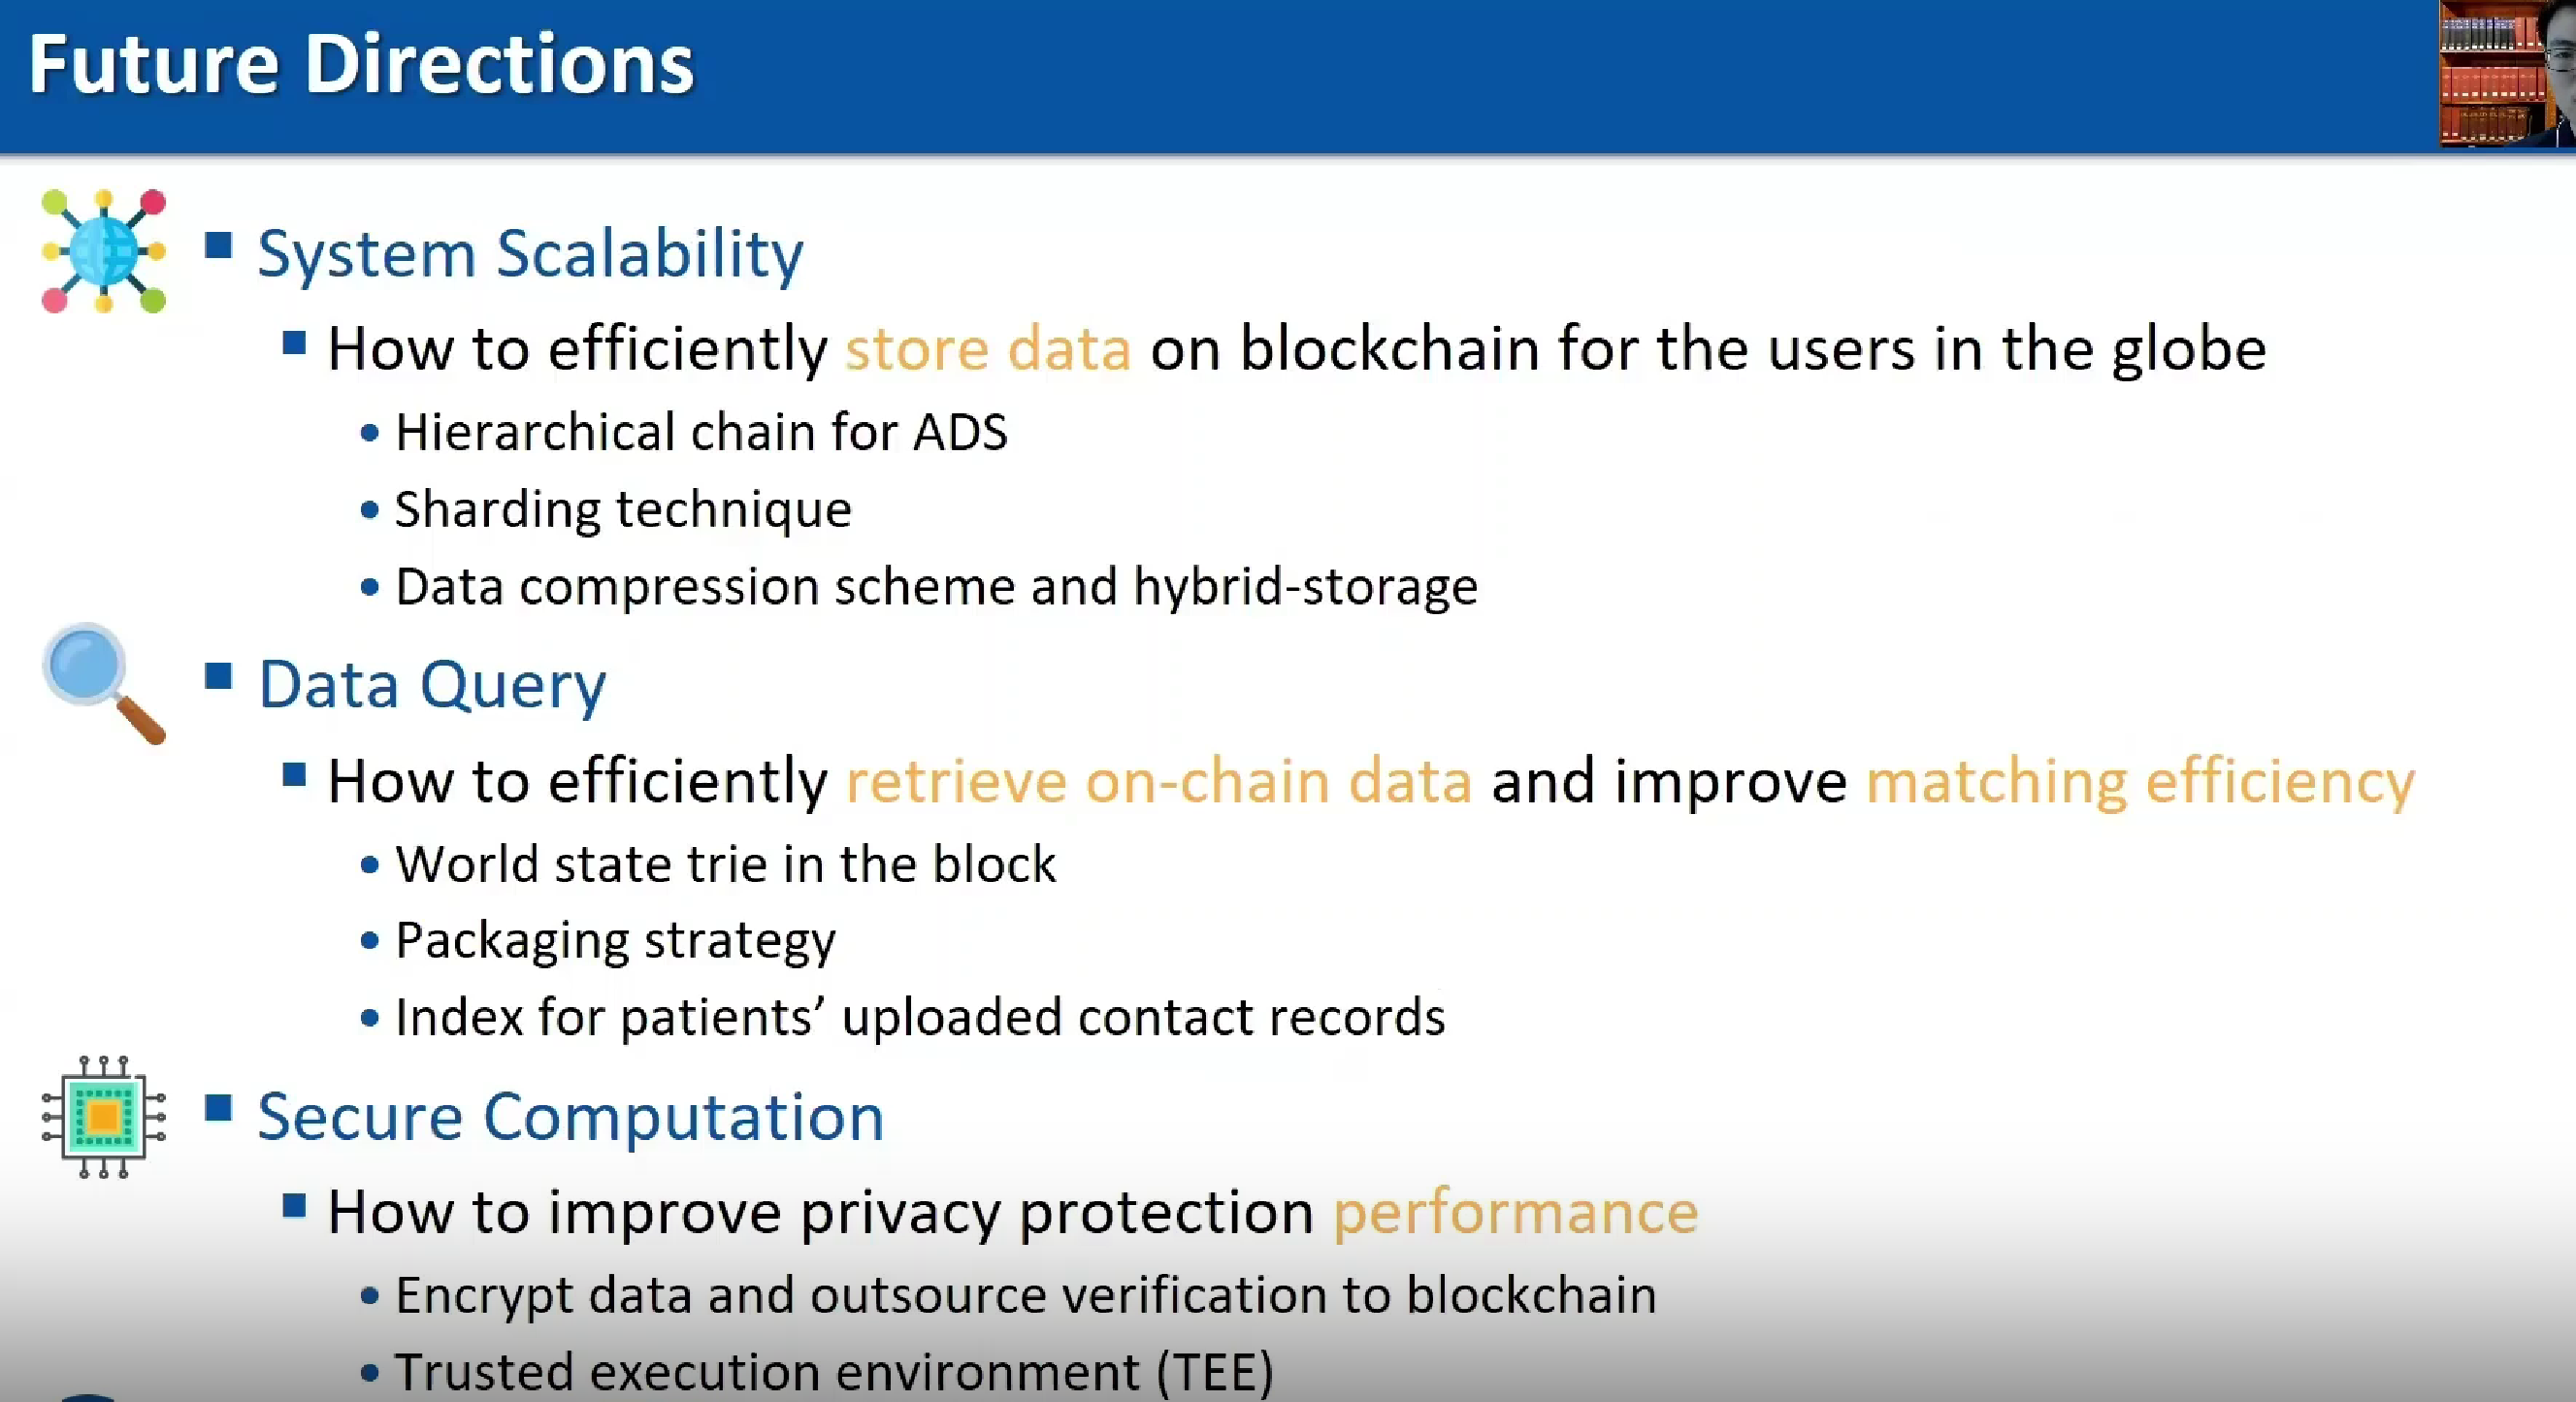 Future Directions
System Scalability
How to efficiently store data on blockchain for the users in the globe
Hierarchical chain for ADS
Sharding technique
Data compression scheme and hybrid-storage
Data Query
How to efficiently retrieve on-chain data and improve matching efficiency
World state trie in the block
Packaging strategy
Index for patients’ uploaded contact records
Secure Computation
How to improve privacy protection performance
Encrypt data and outsource verification to blockchain
Trusted execution environment (TEE)